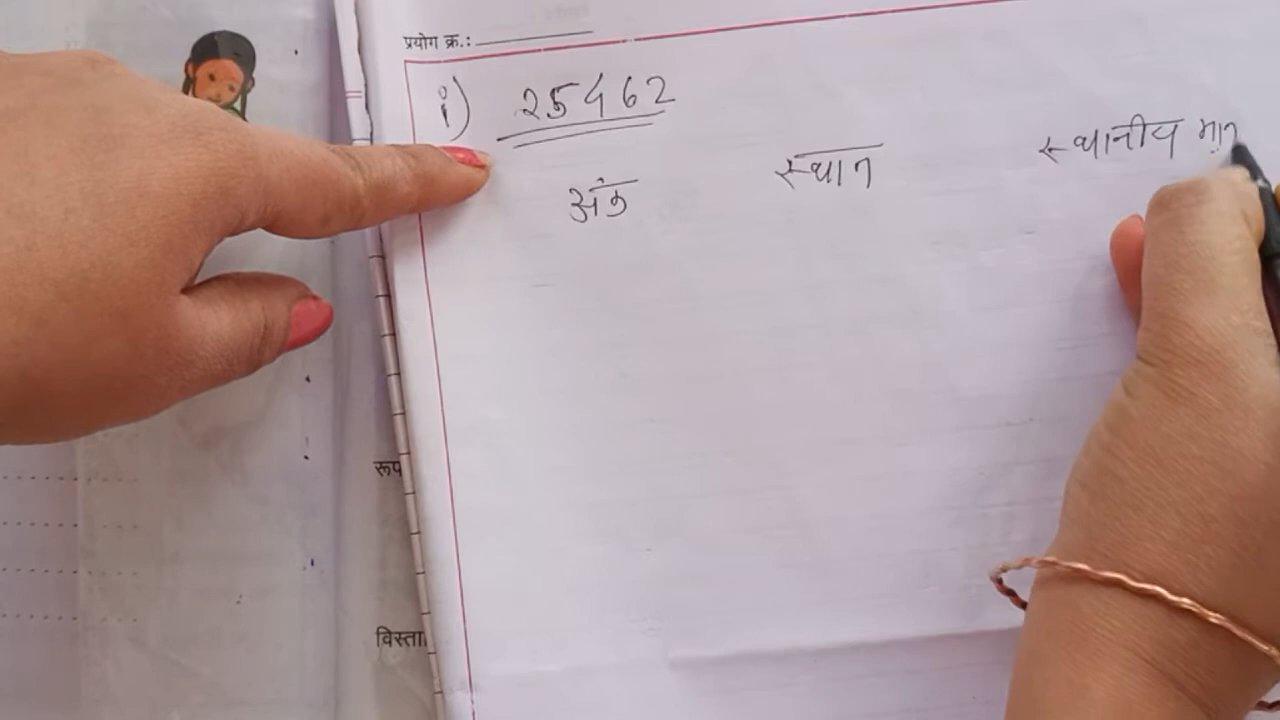 प्रयोग क्र.:
i) 25462
अंक स्थान स्थानीय मान
रूप
विस्ता